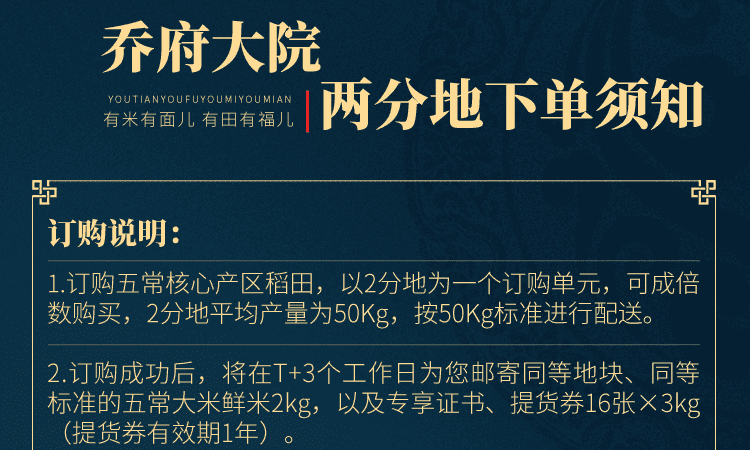 乔府大院
YOUTIANYOUFUYOUMIYOUMIAN
有米有面儿 有田有福儿
两分地下单须知
订购说明：
1.订购五常核心产区稻田，以2分地为一个订购单元，可成倍
数购买，2分地平均产量为50Kg，按50Kg标准进行配送。
2.订购成功后，将在T+3个工作日为您邮寄同等地块、同等
标准的五常大米鲜米2kg，以及专享证书、提货券16张×3kg
（提货券有效期1年）。